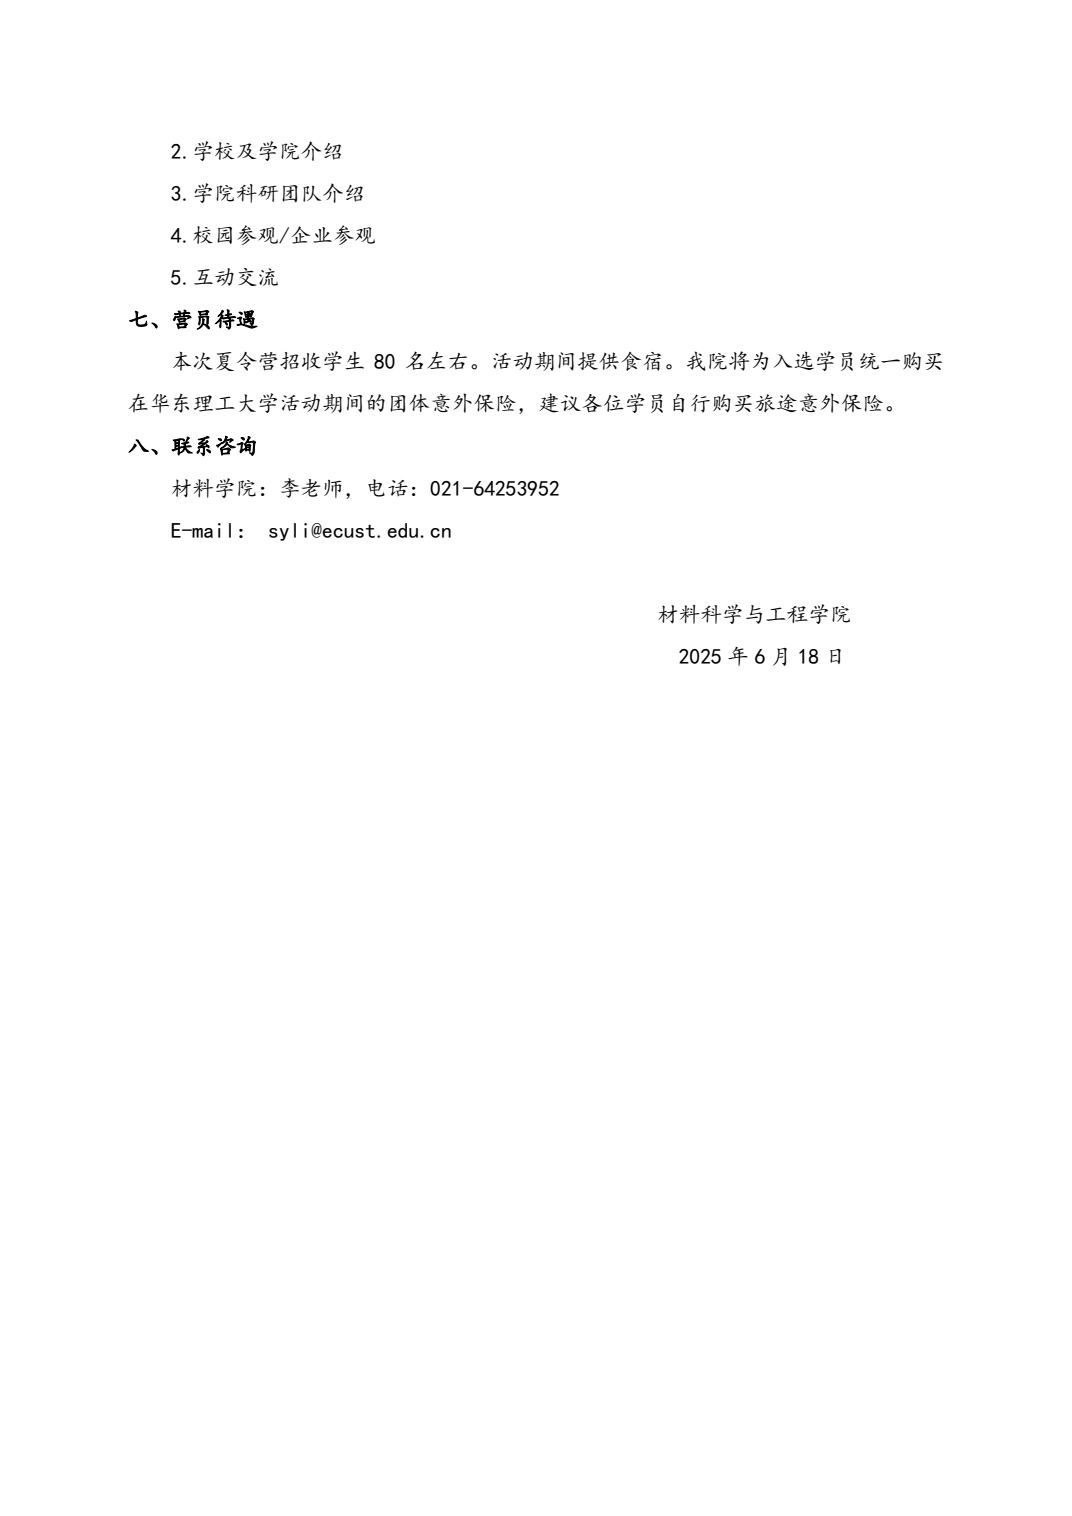 2.学校及学院介绍
3.学院科研团队介绍
4.校园参观/企业参观
5.互动交流
七、营员待遇
本次夏令营招收学生 80 名左右。活动期间提供食宿。我院将为入选学员统一购买
在华东理工大学活动期间的团体意外保险，建议各位学员自行购买旅途意外保险。
八、联系咨询
材料学院：李老师，电话：021-64253952
E-mail： syli@ecust.edu.cn
材料科学与工程学院
2025 年 6 月 18 日